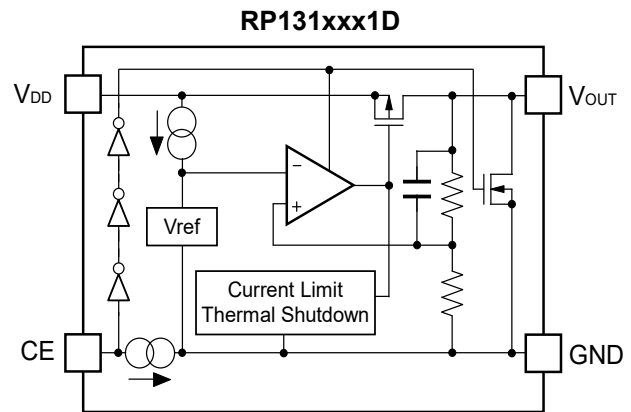 RP131xxx1D
VDD
VOUT
−
+
Vref
Current Limit
Thermal Shutdown
CE
GND